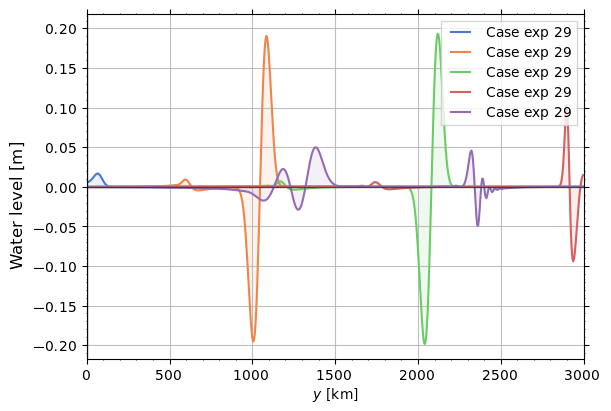 0.20
0.15
0.10
0.05
0.00
−0.05
−0.10
−0.15
−0.20
Water level [m]
Case exp 29
Case exp 29
Case exp 29
Case exp 29
Case exp 29
0 500 1000 1500 2000 2500 3000
y [km]